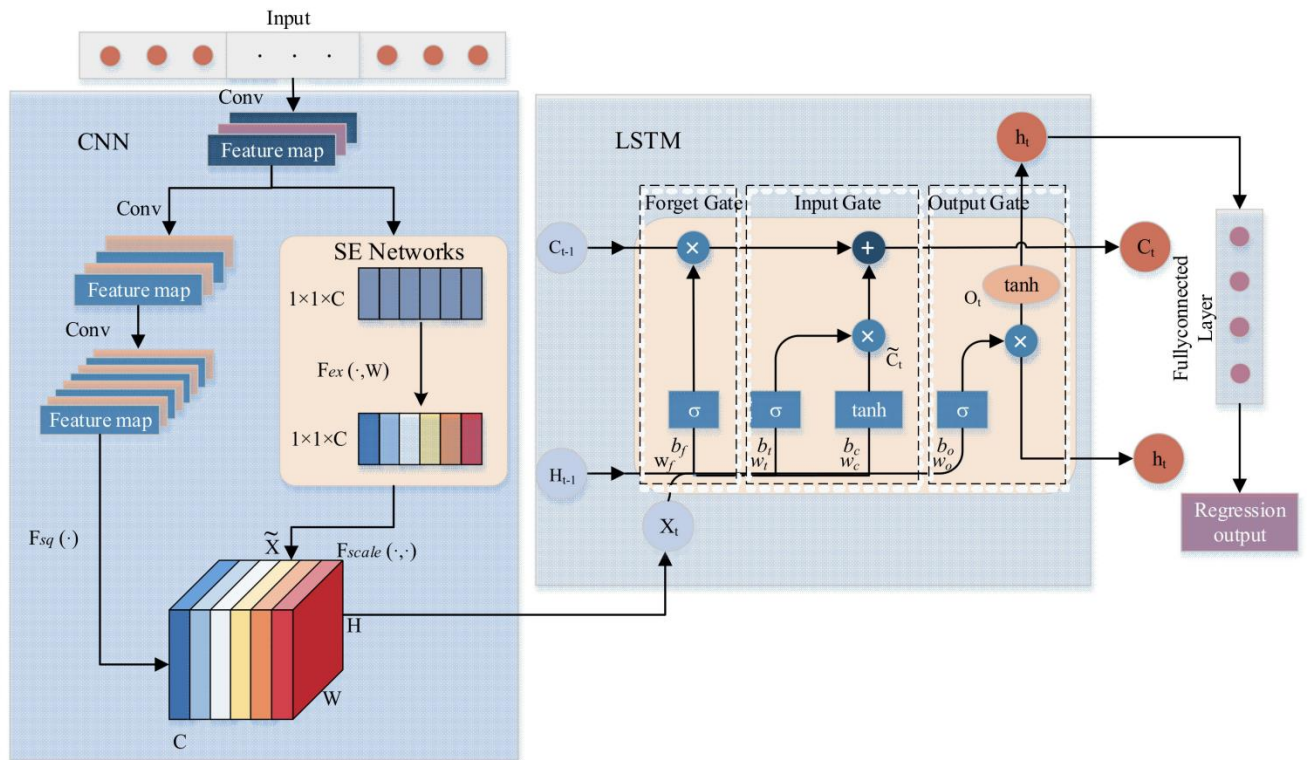 Input
· · ·
Conv
CNN
Feature map
Conv
Feature map
Conv
Feature map
SE Networks
1×1×C
Fex (·,W)
1×1×C
Fsq (·)
X̃
Fscale (·,·)
H
W
C
LSTM
Forget Gate
Input Gate
Output Gate
Ct-1
×
+
Ct
ht
tanh
Ot
×
C̃t
×
σ
σ
tanh
σ
bf
wf
bt
wt
bc
wc
bo
wo
Ht-1
Xt
ht
Fullyconnected
Layer
Regression
output